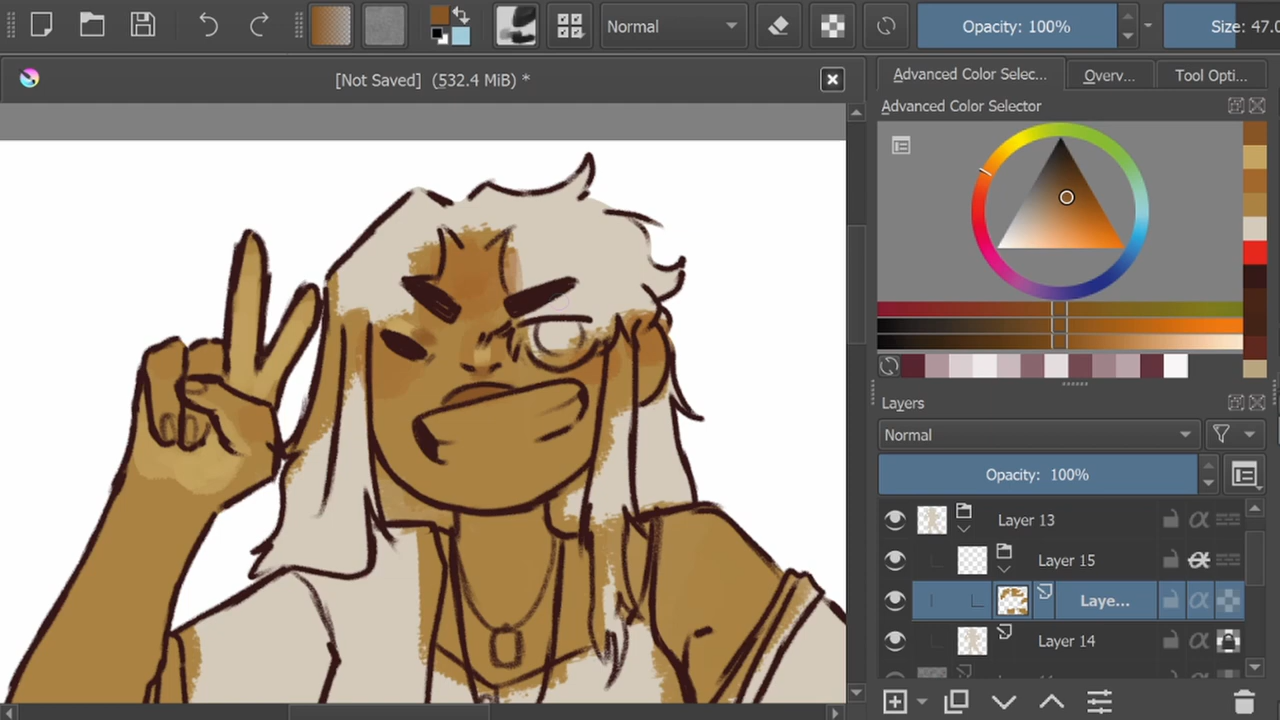 Normal
Opacity: 100%
Size: 47.0
[Not Saved] (532.4 MiB) *
Advanced Color Selec...
Overv...
Tool Opti...
Advanced Color Selector
Layers
Normal
Opacity: 100%
Layer 13
Layer 15
Laye...
Layer 14